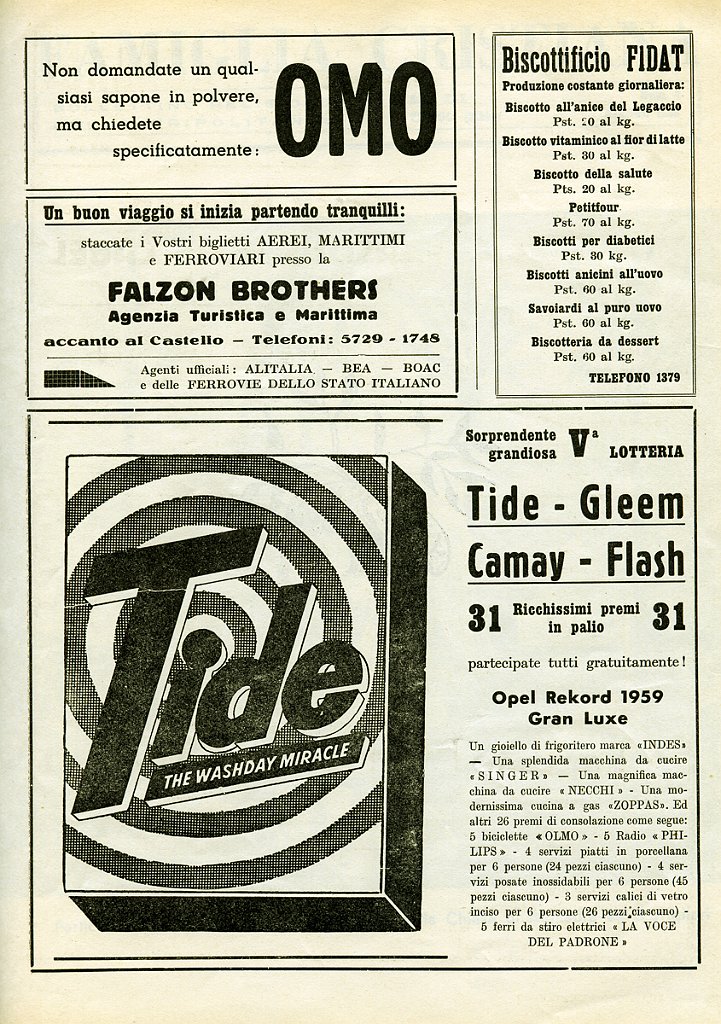 Non domandate un qual-
siasi sapone in polvere,
ma chiedete
specificatamente:
OMO
Un buon viaggio si inizia partendo tranquilli:
staccate i Vostri biglietti AEREI, MARITTIMI
e FERROVIARI presso la
FALZON BROTHERS
Agenzia Turistica e Marittima
accanto al Castello — Telefoni: 5729 - 1748
Agenti ufficiali: ALITALIA — BEA — BOAC
e delle FERROVIE DELLO STATO ITALIANO
Biscottificio FIDAT
Produzione costante giornaliera:
Biscotto all'anice del Legaccio
Pst. 20 al kg.
Biscotto vitaminico al fior di latte
Pst. 30 al kg.
Biscotto della salute
Pts. 20 al kg.
Petitfour
Pst. 70 al kg.
Biscotti per diabetici
Pst. 30 kg.
Biscotti anicini all'uovo
Pst. 60 al kg.
Savoiardi al puro uovo
Pst. 60 al kg.
Biscotteria da dessert
Pst. 60 al kg.
TELEFONO 1379
Tide
THE WASHDAY MIRACLE
Sorprendente
grandiosa Vª LOTTERIA
Tide - Gleem
Camay - Flash
31 Ricchissimi premi
in palio 31
partecipate tutti gratuitamente!
Opel Rekord 1959
Gran Luxe
Un gioiello di frigoritero marca «INDES»
— Una splendida macchina da cucire
«SINGER» — Una magnifica mac-
china da cucire «NECCHI» - Una mo-
dernissima cucina a gas «ZOPPAS». Ed
altri 26 premi di consolazione come segue:
5 biciclette «OLMO» - 5 Radio «PHI-
LIPS» - 4 servizi piatti in porcellana
per 6 persone (24 pezzi ciascuno) - 4 ser-
vizi posate inossidabili per 6 persone (45
pezzi ciascuno) - 3 servizi calici di vetro
inciso per 6 persone (26 pezzi ciascuno) -
5 ferri da stiro elettrici «LA VOCE
DEL PADRONE»